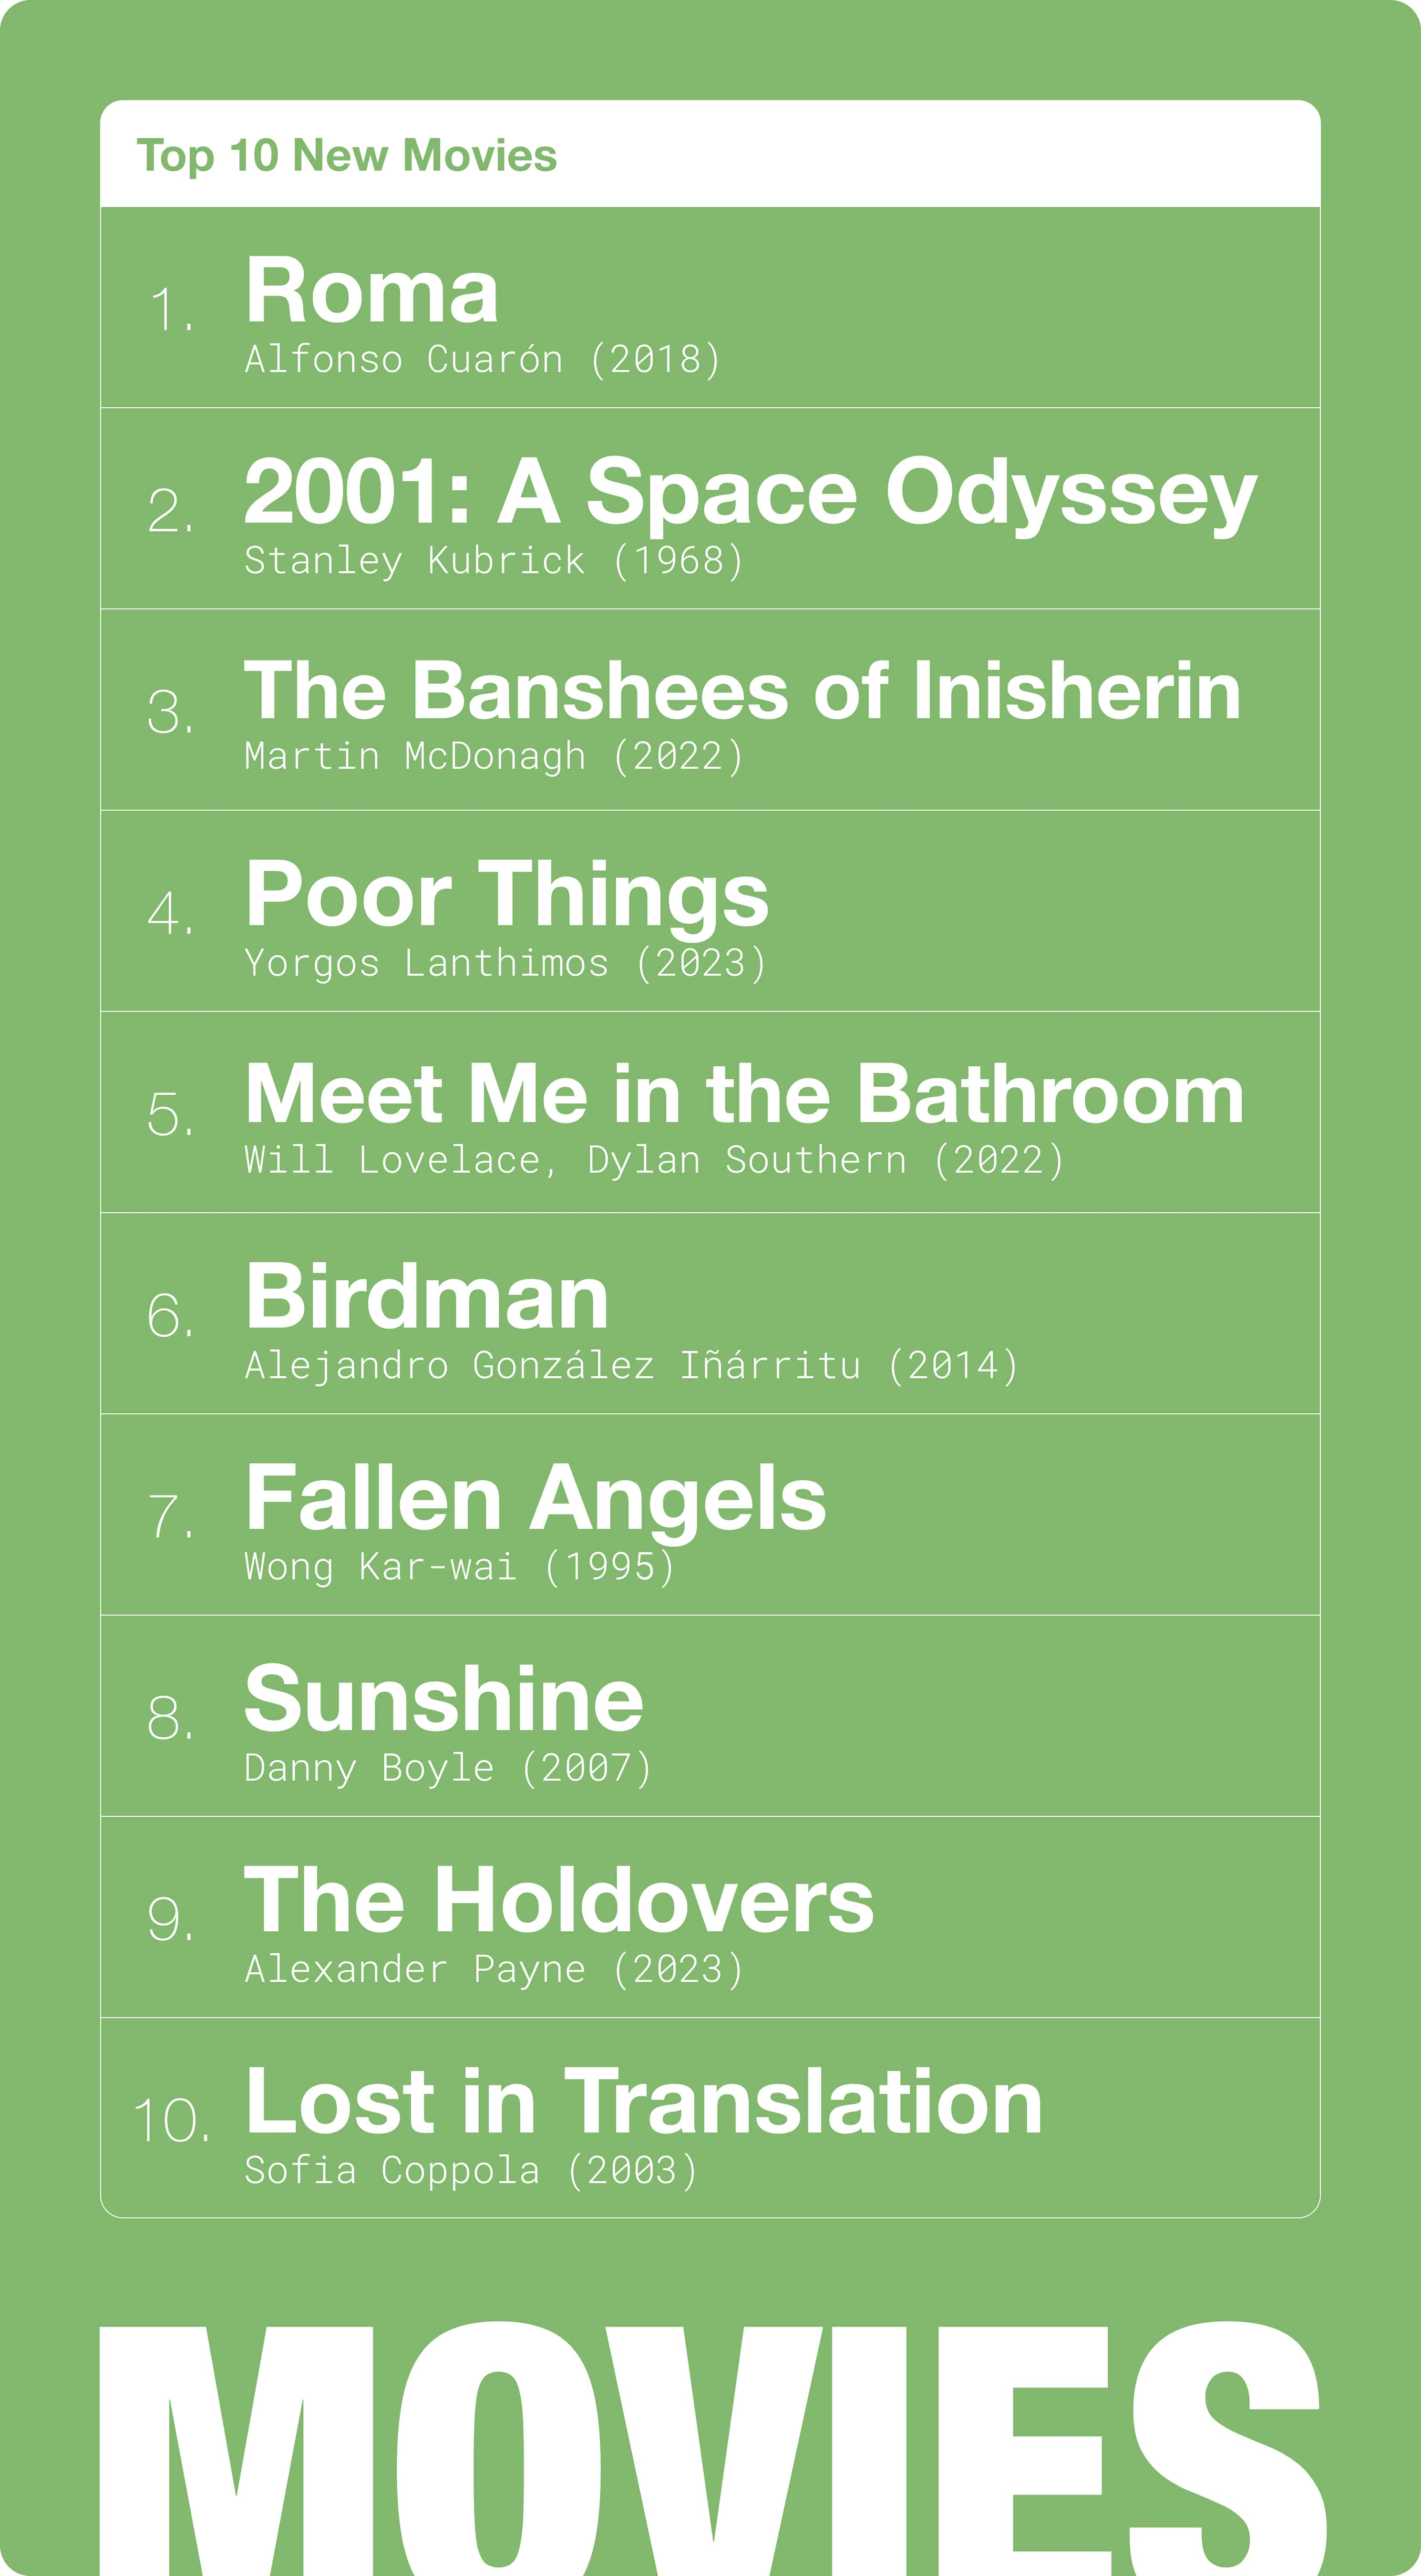 Top 10 New Movies
1.
Roma
Alfonso Cuarón (2018)
2.
2001: A Space Odyssey
Stanley Kubrick (1968)
3.
The Banshees of Inisherin
Martin McDonagh (2022)
4.
Poor Things
Yorgos Lanthimos (2023)
5.
Meet Me in the Bathroom
Will Lovelace, Dylan Southern (2022)
6.
Birdman
Alejandro González Iñárritu (2014)
7.
Fallen Angels
Wong Kar-wai (1995)
8.
Sunshine
Danny Boyle (2007)
9.
The Holdovers
Alexander Payne (2023)
10.
Lost in Translation
Sofia Coppola (2003)
MOVIES